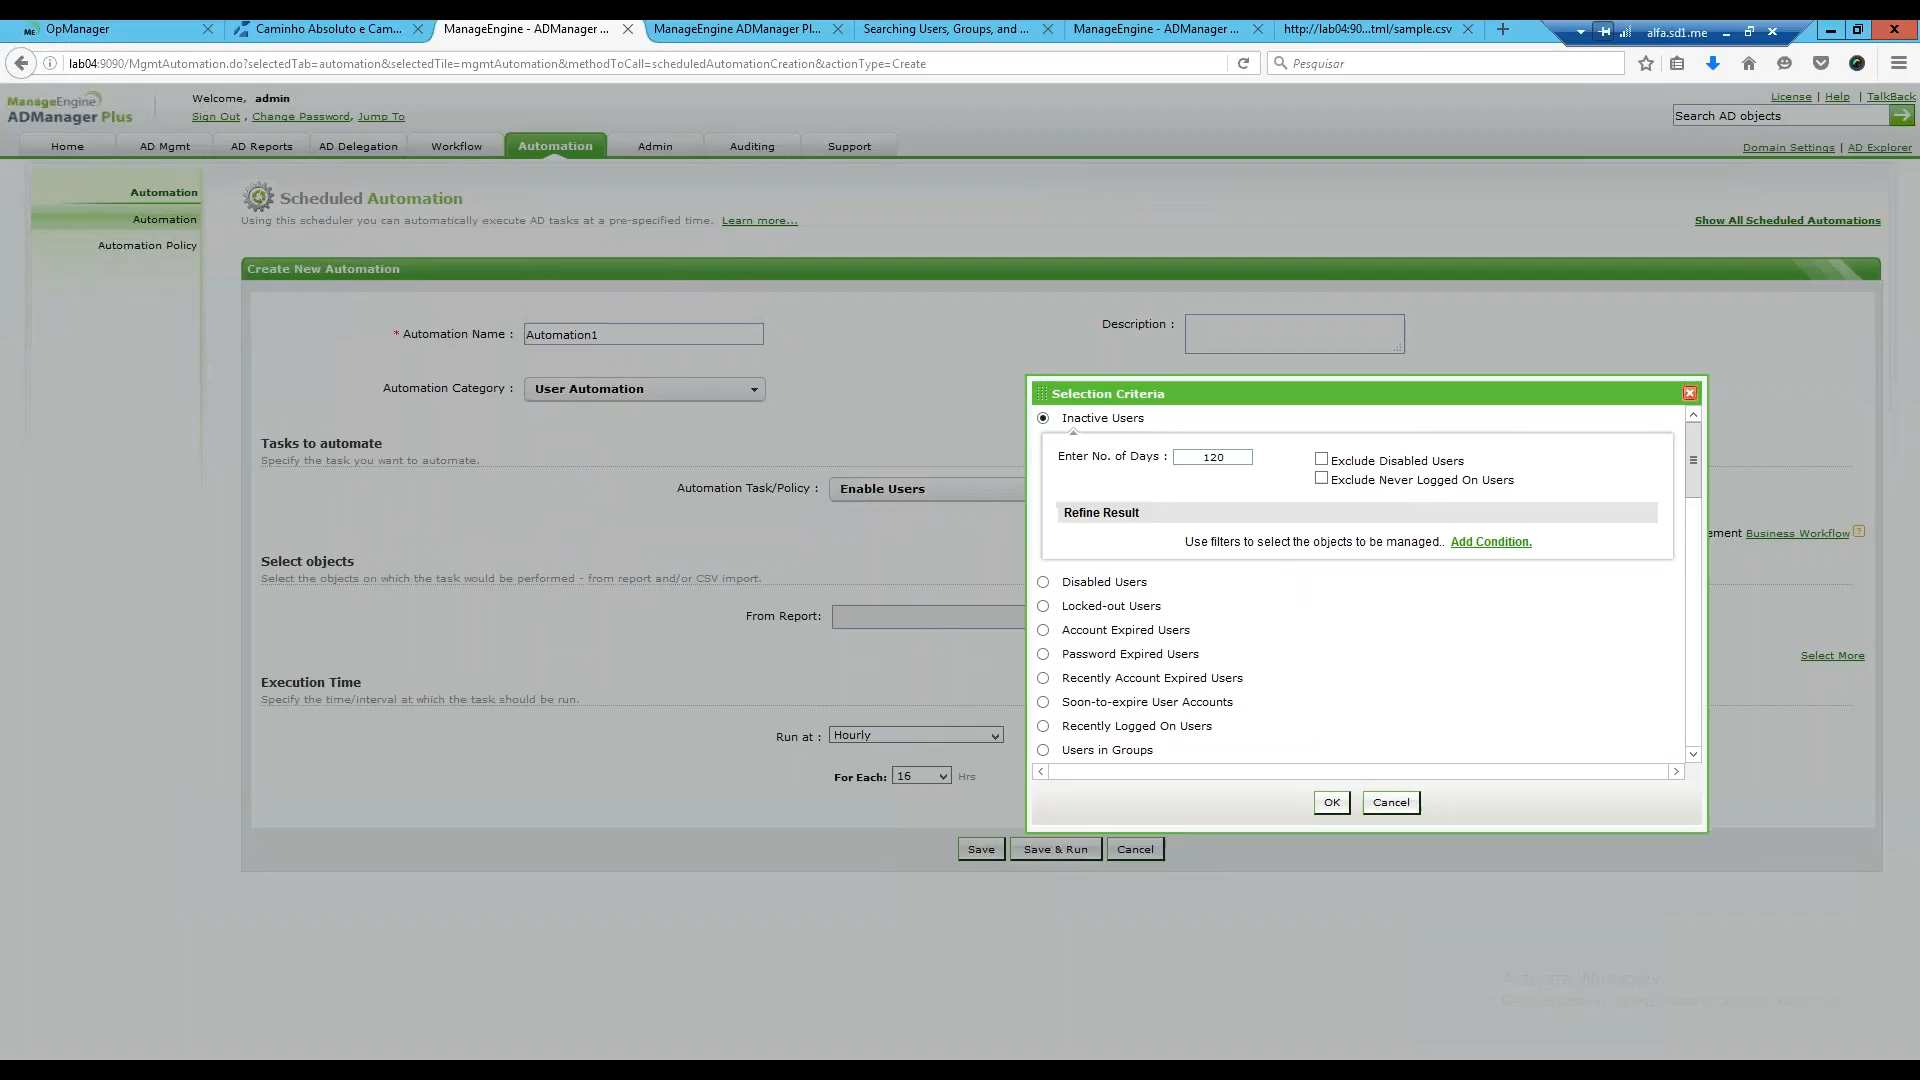 OpManager
Caminho Absoluto e Cam...
ManageEngine - ADManager ...
ManageEngine ADManager Pl...
Searching Users, Groups, and ...
ManageEngine - ADManager ...
http://lab04:90...tml/sample.csv
alfa.sd1.me
lab04:9090/MgmtAutomation.do?selectedTab=automation&selectedTile=mgmtAutomation&methodToCall=scheduledAutomationCreation&actionType=Create
Pesquisar
ManageEngine
ADManager Plus
Welcome, admin
Sign Out , Change Password, Jump To
License | Help | TalkBack
Search AD objects
Home
AD Mgmt
AD Reports
AD Delegation
Workflow
Automation
Admin
Auditing
Support
Domain Settings | AD Explorer
Automation
Automation
Automation Policy
Scheduled Automation
Using this scheduler you can automatically execute AD tasks at a pre-specified time. Learn more...
Show All Scheduled Automations
Create New Automation
* Automation Name : Automation1
Description :
Automation Category : User Automation
Tasks to automate
Specify the task you want to automate.
Automation Task/Policy : Enable Users
ement Business Workflow ?
Select objects
Select the objects on which the task would be performed - from report and/or CSV import.
From Report:
Select More
Execution Time
Specify the time/interval at which the task should be run.
Run at : Hourly
For Each: 16 Hrs
Save
Save & Run
Cancel
Selection Criteria
Inactive Users
Enter No. of Days : 120
Exclude Disabled Users
Exclude Never Logged On Users
Refine Result
Use filters to select the objects to be managed.. Add Condition.
Disabled Users
Locked-out Users
Account Expired Users
Password Expired Users
Recently Account Expired Users
Soon-to-expire User Accounts
Recently Logged On Users
Users in Groups
OK
Cancel